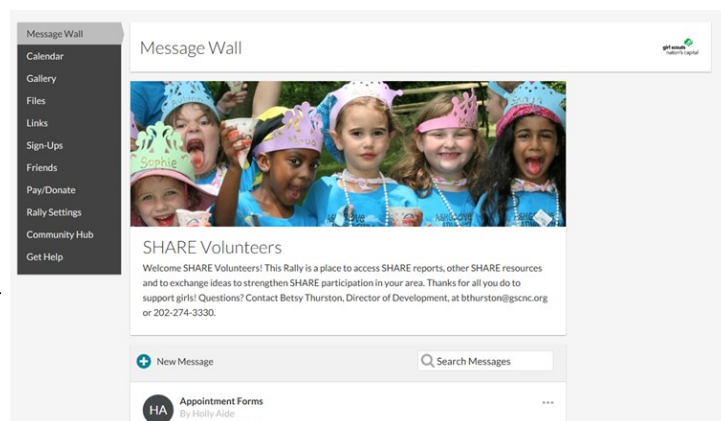 Message Wall
Calendar
Gallery
Files
Links
Sign-Ups
Friends
Pay/Donate
Rally Settings
Community Hub
Get Help
Message Wall
girl scouts
nation's capital
Sophie
SHARE Volunteers
Welcome SHARE Volunteers! This Rally is a place to access SHARE reports, other SHARE resources
and to exchange ideas to strengthen SHARE participation in your area. Thanks for all you do to
support girls! Questions? Contact Betsy Thurston, Director of Development, at bthurston@gscnc.org
or 202-274-3330.
New Message
Search Messages
HA
Appointment Forms
By Holly Aide